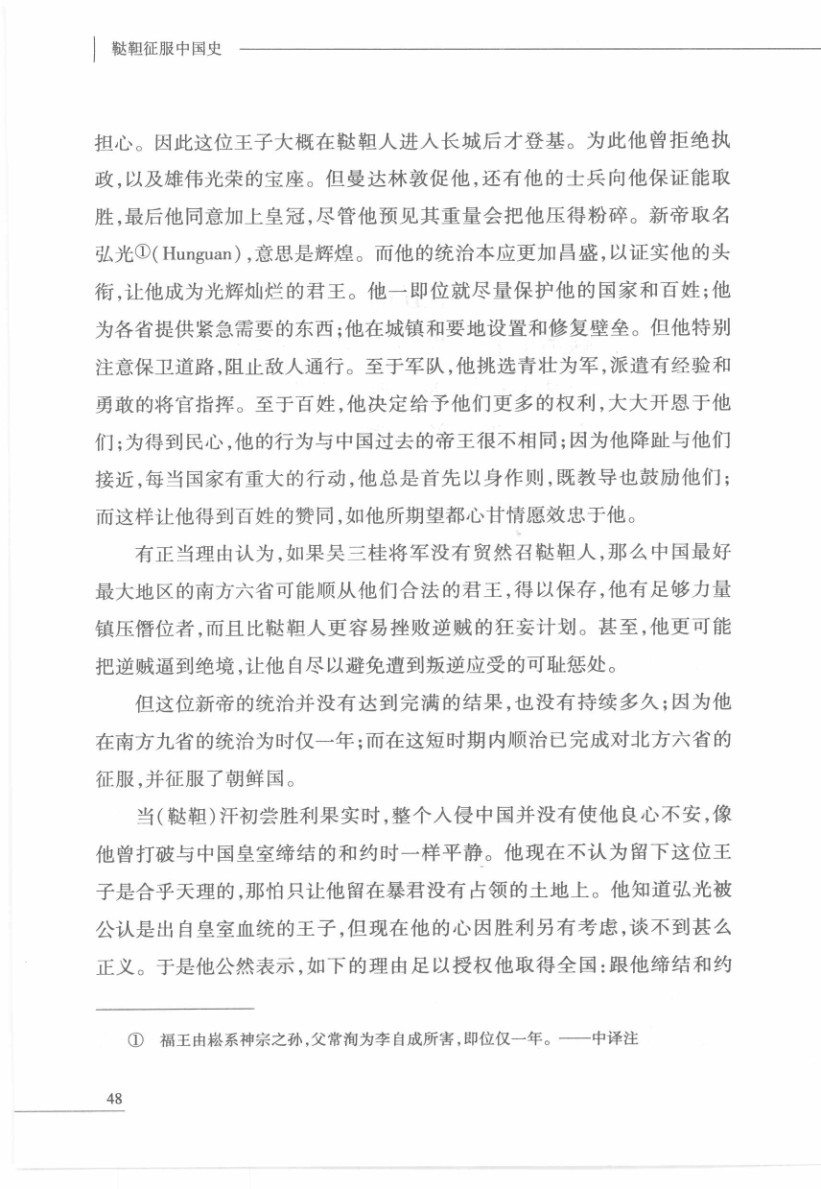 鞑靼征服中国史
担心。因此这位王子大概在鞑靼人进入长城后才登基。为此他曾拒绝执
政,以及雄伟光荣的宝座。但曼达林敦促他,还有他的士兵向他保证能取
胜,最后他同意加上皇冠,尽管他预见其重量会把他压得粉碎。新帝取名
弘光①(Hunguan),意思是辉煌。而他的统治本应更加昌盛,以证实他的头
衔,让他成为光辉灿烂的君王。他一即位就尽量保护他的国家和百姓;他
为各省提供紧急需要的东西;他在城镇和要地设置和修复壁垒。但他特别
注意保卫道路,阻止敌人通行。至于军队,他挑选青壮为军,派遣有经验和
勇敢的将官指挥。至于百姓,他决定给予他们更多的权利,大大开恩于他
们;为得到民心,他的行为与中国过去的帝王很不相同;因为他降趾与他们
接近,每当国家有重大的行动,他总是首先以身作则,既教导也鼓励他们;
而这样让他得到百姓的赞同,如他所期望都心甘情愿效忠于他。
有正当理由认为,如果吴三桂将军没有贸然召鞑靼人,那么中国最好
最大地区的南方六省可能顺从他们合法的君王,得以保存,他有足够力量
镇压僭位者,而且比鞑靼人更容易挫败逆贼的狂妄计划。甚至,他更可能
把逆贼逼到绝境,让他自尽以避免遭到叛逆应受的可耻惩处。
但这位新帝的统治并没有达到完满的结果,也没有持续多久;因为他
在南方九省的统治为时仅一年;而在这短时期内顺治已完成对北方六省的
征服,并征服了朝鲜国。
当(鞑靼)汗初尝胜利果实时,整个入侵中国并没有使他良心不安,像
他曾打破与中国皇室缔结的和约时一样平静。他现在不认为留下这位王
子是合乎天理的,那怕只让他留在暴君没有占领的土地上。他知道弘光被
公认是出自皇室血统的王子,但现在他的心因胜利另有考虑,谈不到甚么
正义。于是他公然表示,如下的理由足以授权他取得全国:跟他缔结和约
① 福王由崧系神宗之孙,父常洵为李自成所害,即位仅一年。——中译注
48